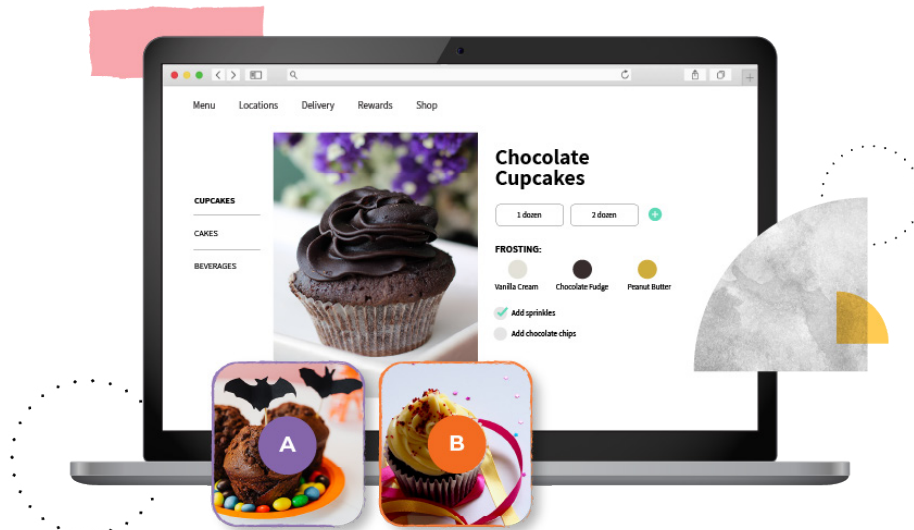 Menu Locations Delivery Rewards Shop
CUPCAKES
CAKES
BEVERAGES
Chocolate
Cupcakes
1 dozen 2 dozen
FROSTING:
Vanilla Cream Chocolate Fudge Peanut Butter
Add sprinkles
Add chocolate chips
A
B